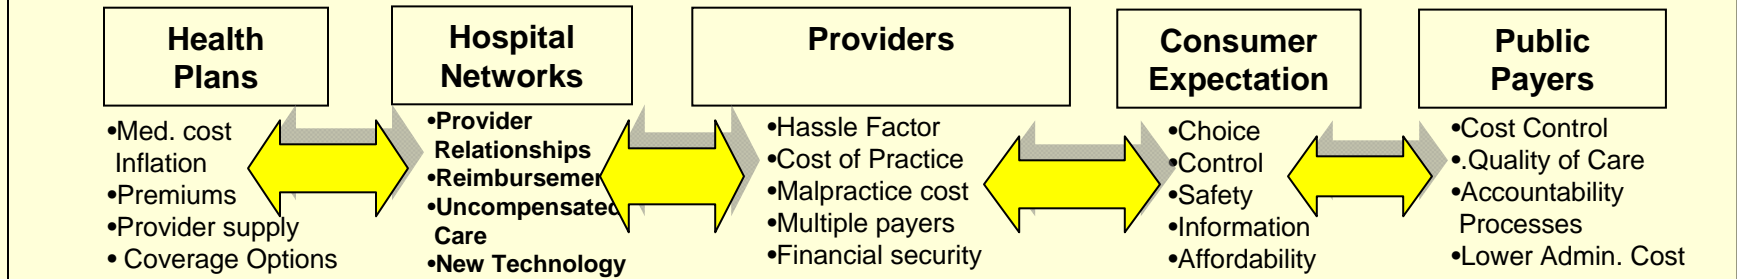 Health
Plans
•Med. cost
Inflation
•Premiums
•Provider supply
• Coverage Options
Hospital
Networks
•Provider
Relationships
•Reimbursemen
•Uncompensated
Care
•New Technology
Providers
•Hassle Factor
•Cost of Practice
•Malpractice cost
•Multiple payers
•Financial security
Consumer
Expectation
•Choice
•Control
•Safety
•Information
•Affordability
Public
Payers
•Cost Control
•.Quality of Care
•Accountability
Processes
•Lower Admin. Cost